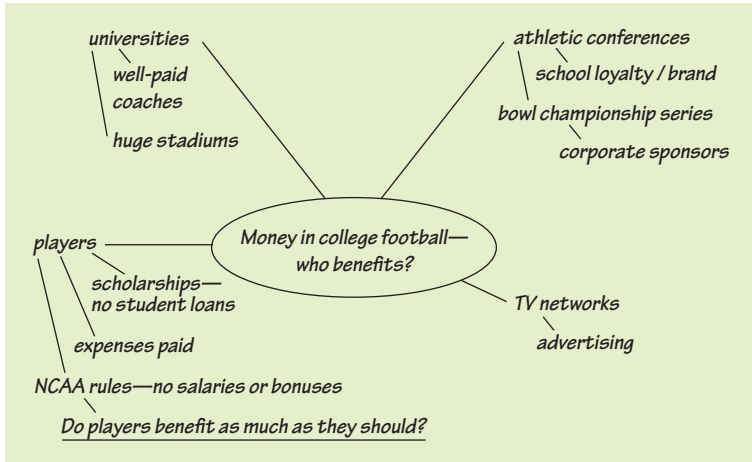 universities
well-paid
coaches
huge stadiums
athletic conferences
school loyalty / brand
bowl championship series
corporate sponsors
Money in college football—
who benefits?
players
scholarships—
no student loans
expenses paid
NCAA rules—no salaries or bonuses
Do players benefit as much as they should?
TV networks
advertising